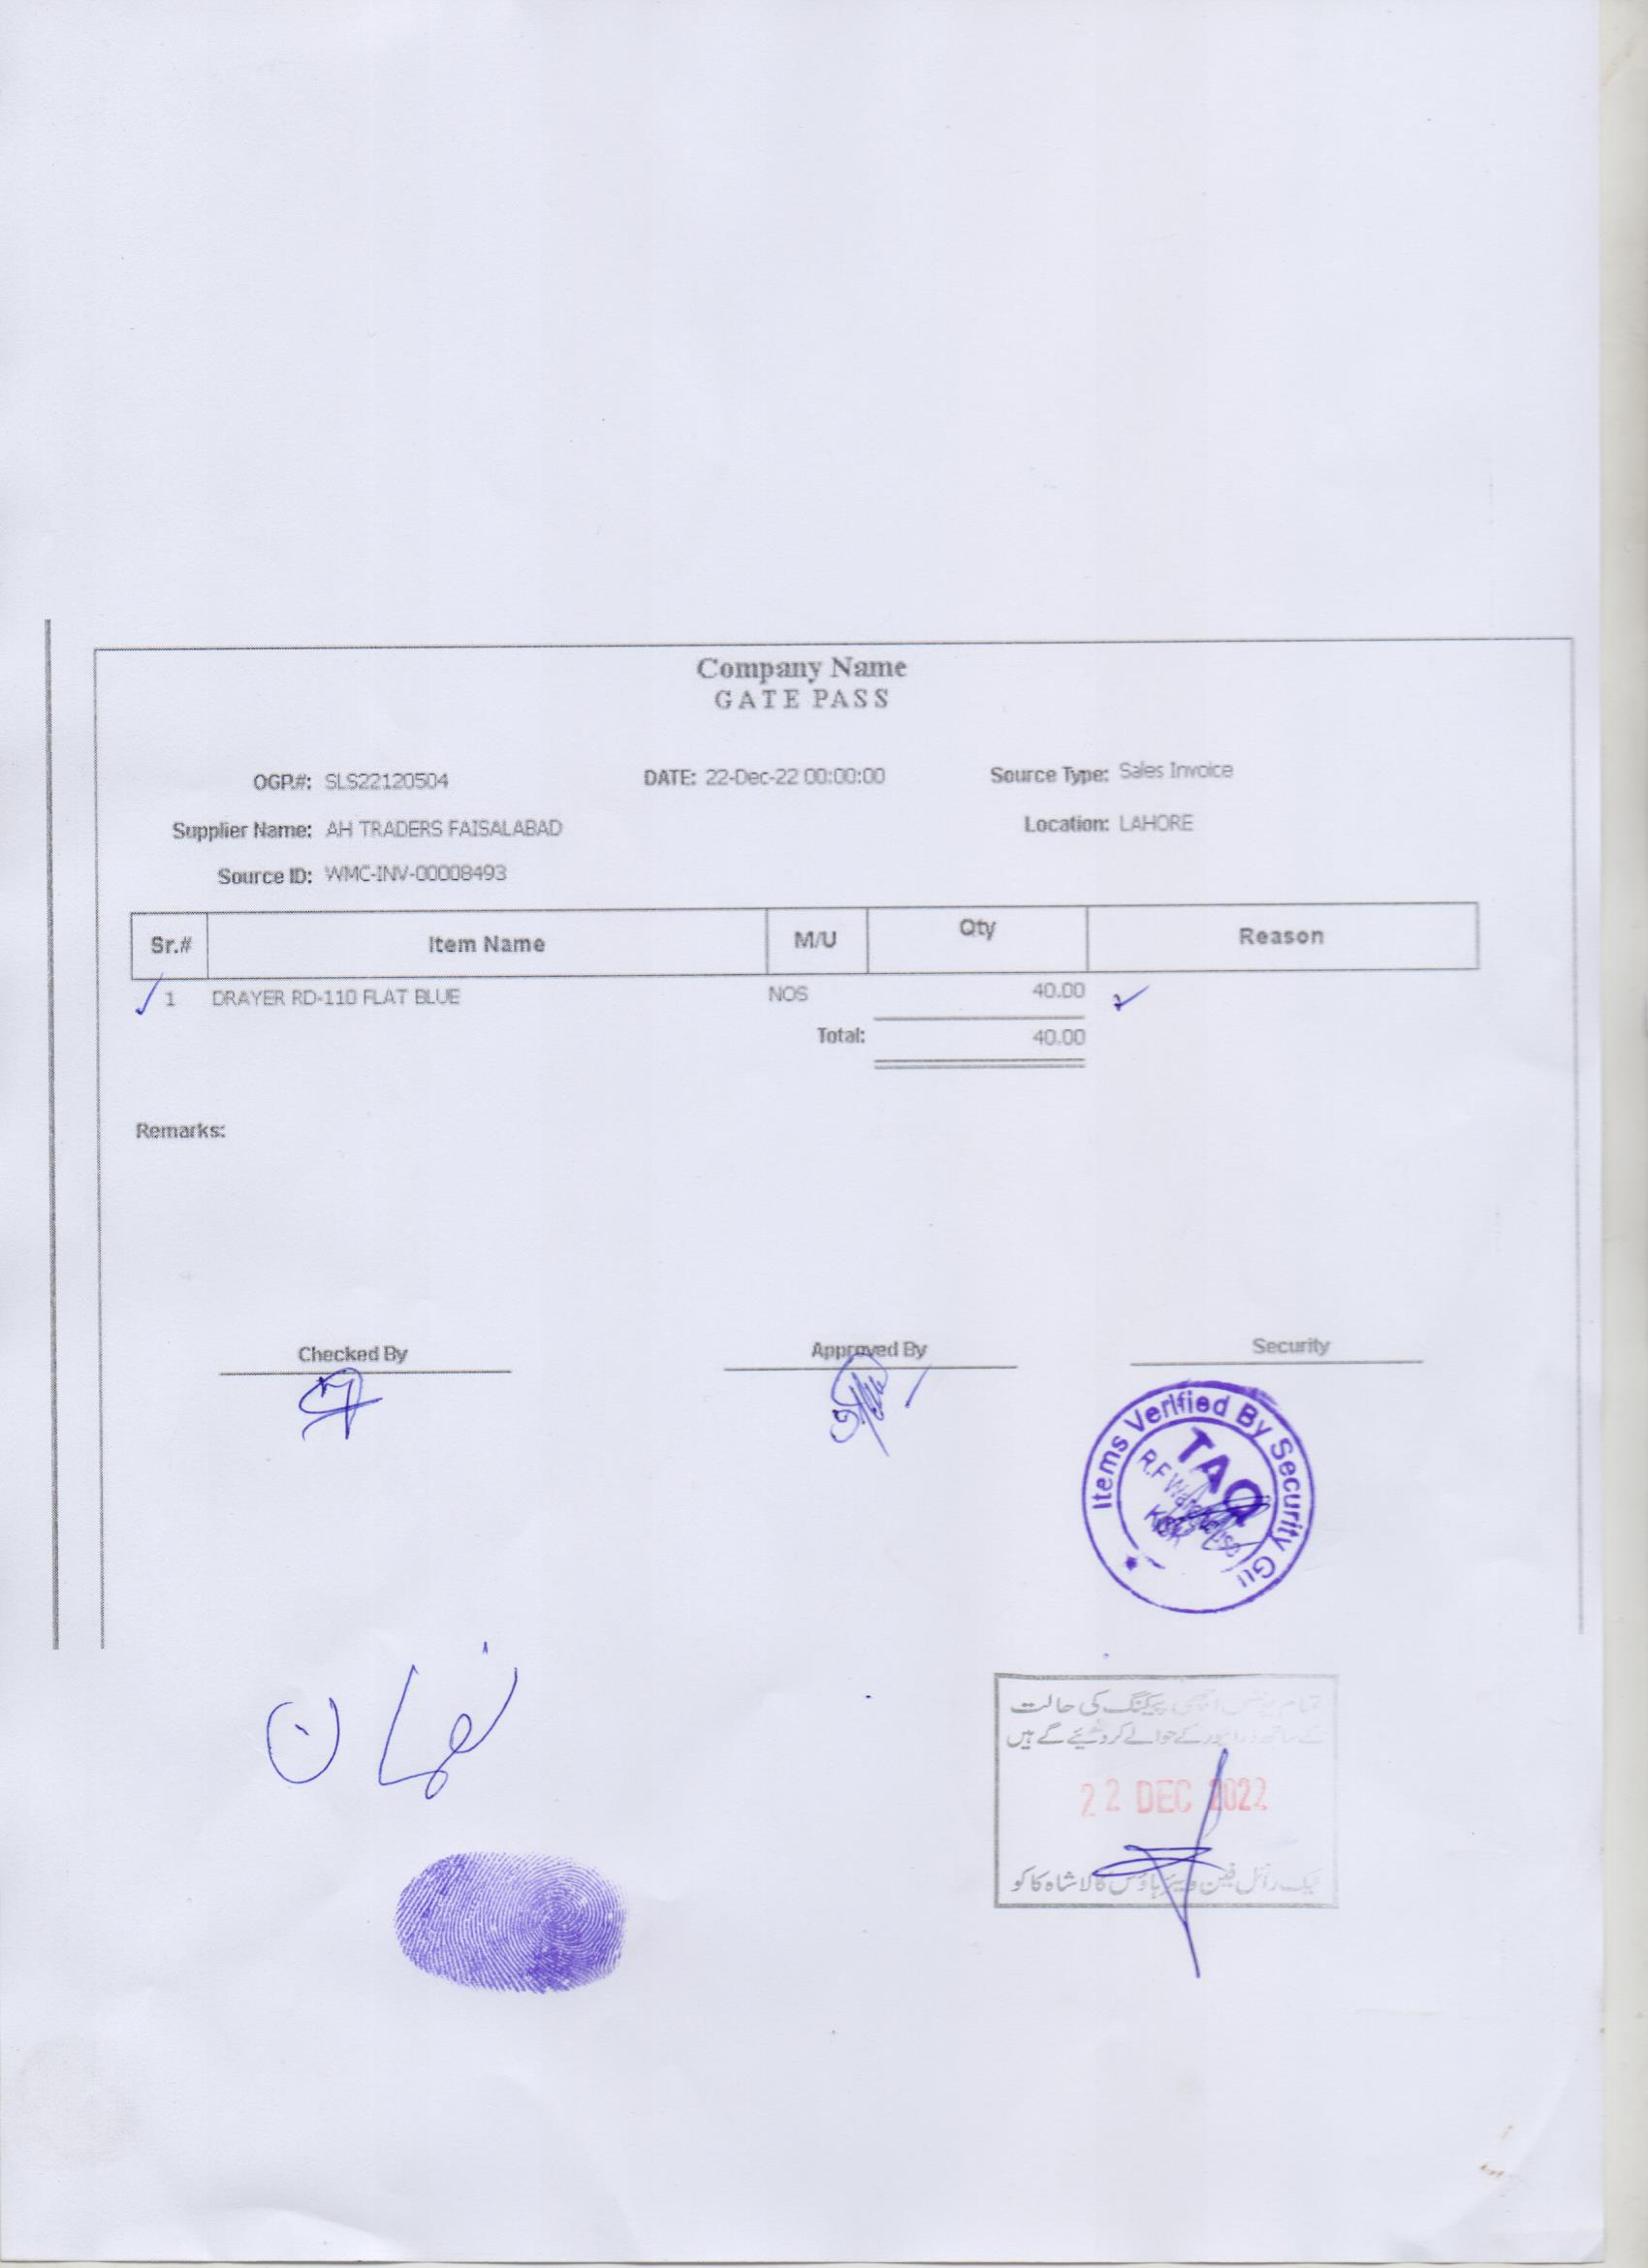 Company Name
GATE PASS
OGP.#: SLS22120504 DATE: 22-Dec-22 00:00:00 Source Type: Sales Invoice
Supplier Name: AH TRADERS FAISALABAD Location: LAHORE
Source ID: WMC-INV-00008493
Sr.# Item Name M/U Qty Reason
1 DRAYER RD-110 FLAT BLUE NOS 40.00
Total: 40.00
Remarks:
Checked By Approved By Security
Items Verified By Security
TAQ
R.F Warehouse
KSK
نعمان
تمام یونٹس اچھی پیکنگ کی حالت
کے ساتھ ڈرائیور کے حوالے کر دیئے گے ہیں
22 DEC 2022
ٹیک رائل فین ویئر ہاؤس کالا شاہ کاکو